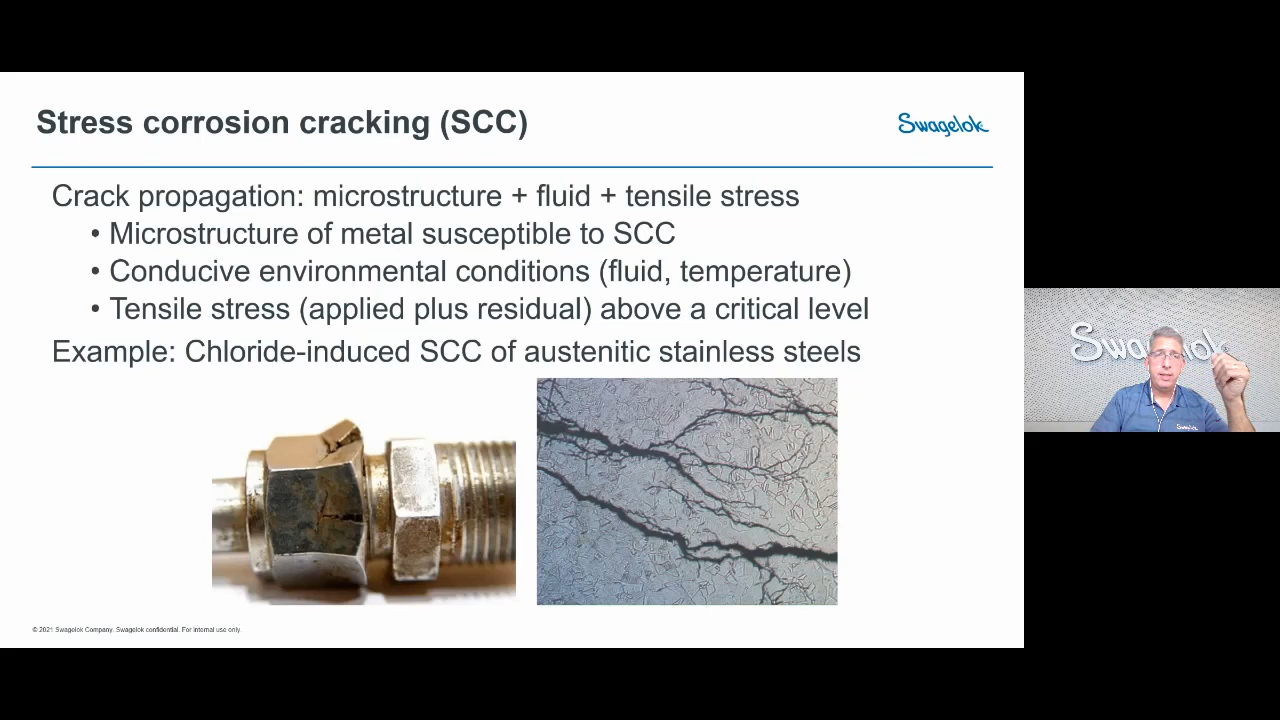 Stress corrosion cracking (SCC)
Swagelok
Crack propagation: microstructure + fluid + tensile stress
• Microstructure of metal susceptible to SCC
• Conducive environmental conditions (fluid, temperature)
• Tensile stress (applied plus residual) above a critical level
Example: Chloride-induced SCC of austenitic stainless steels
© 2021 Swagelok Company. Swagelok confidential. For internal use only.
Swagelok